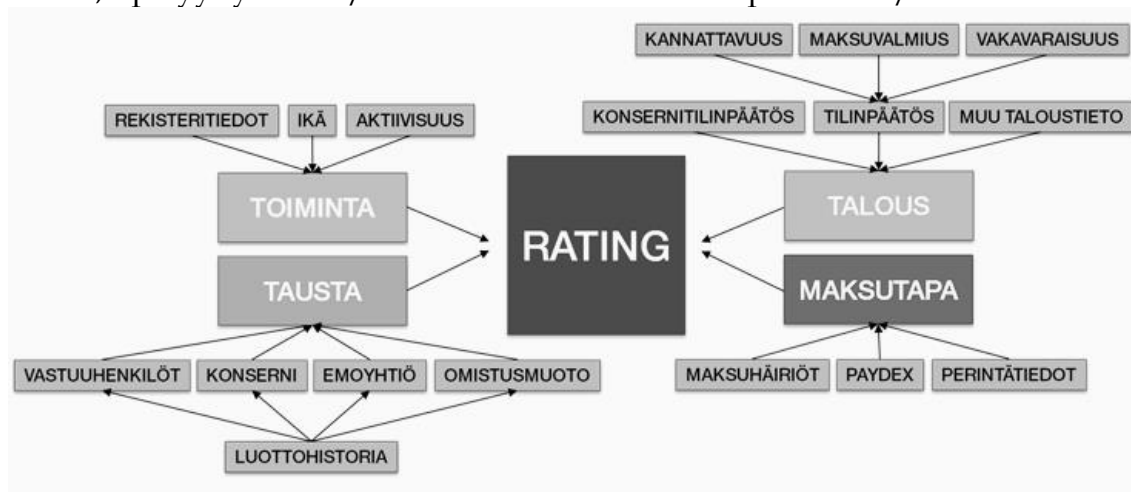 KANNATTAVUUS MAKSUVALMIUS VAKAVARAISUUS
REKISTERITIEDOT IKÄ AKTIIVISUUS
KONSERNITILINPÄÄTÖS TILINPÄÄTÖS MUU TALOUSTIETO
TOIMINTA
TALOUS
RATING
TAUSTA
MAKSUTAPA
VASTUUHENKILÖT KONSERNI EMOYHTIÖ OMISTUSMUOTO
MAKSUHÄIRIÖT PAYDEX PERINTÄTIEDOT
LUOTTOHISTORIA